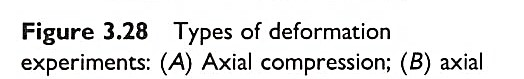 Figure 3.28 Types of deformation
experiments: (A) Axial compression; (B) axial